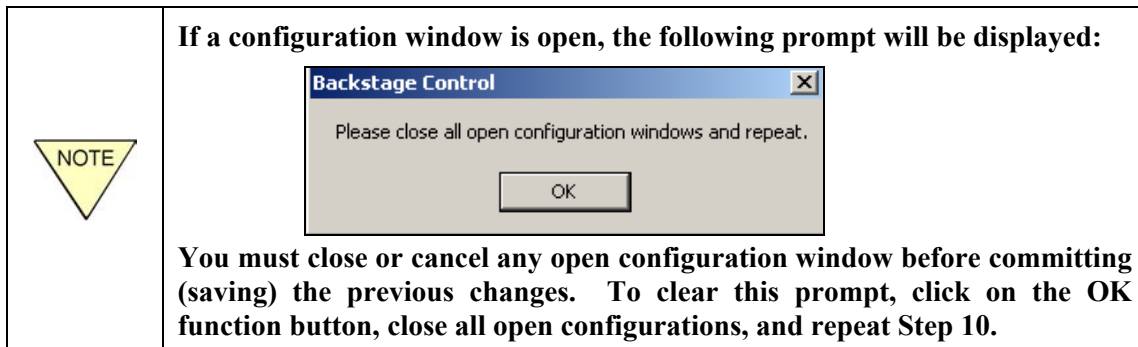 If a configuration window is open, the following prompt will be displayed:
Backstage Control
Please close all open configuration windows and repeat.
OK
NOTE
You must close or cancel any open configuration window before committing
(saving) the previous changes. To clear this prompt, click on the OK
function button, close all open configurations, and repeat Step 10.